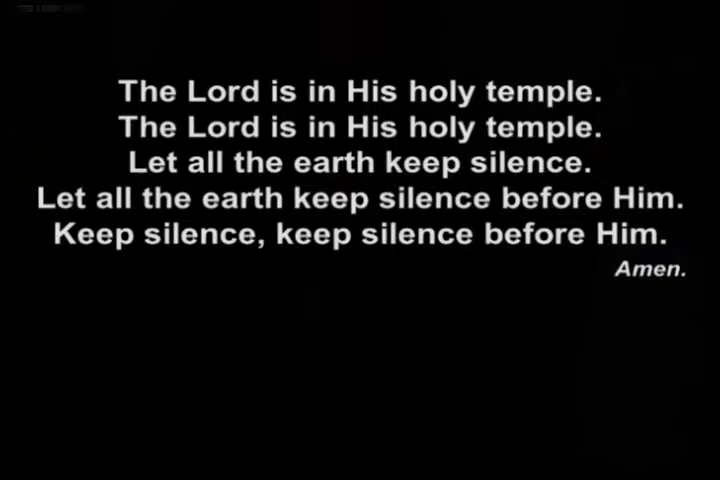 The Lord is in His holy temple.
The Lord is in His holy temple.
Let all the earth keep silence.
Let all the earth keep silence before Him.
Keep silence, keep silence before Him.
Amen.